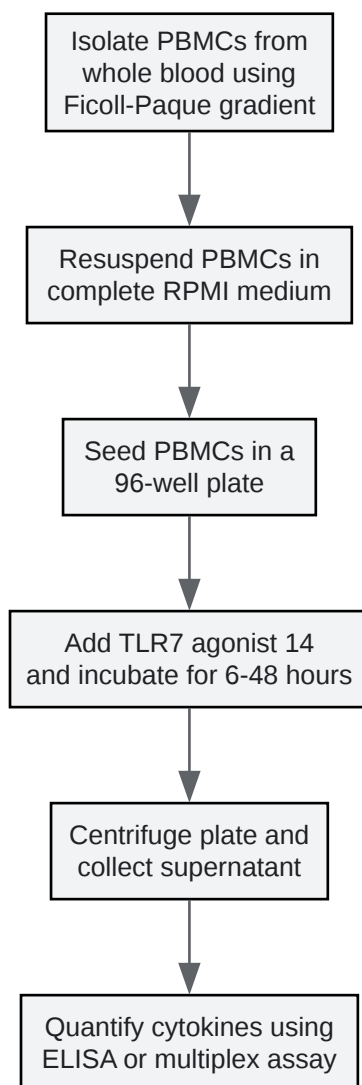 Isolate PBMCs from
whole blood using
Ficoll-Paque gradient
Resuspend PBMCs in
complete RPMI medium
Seed PBMCs in a
96-well plate
Add TLR7 agonist 14
and incubate for 6-48 hours
Centrifuge plate and
collect supernatant
Quantify cytokines using
ELISA or multiplex assay